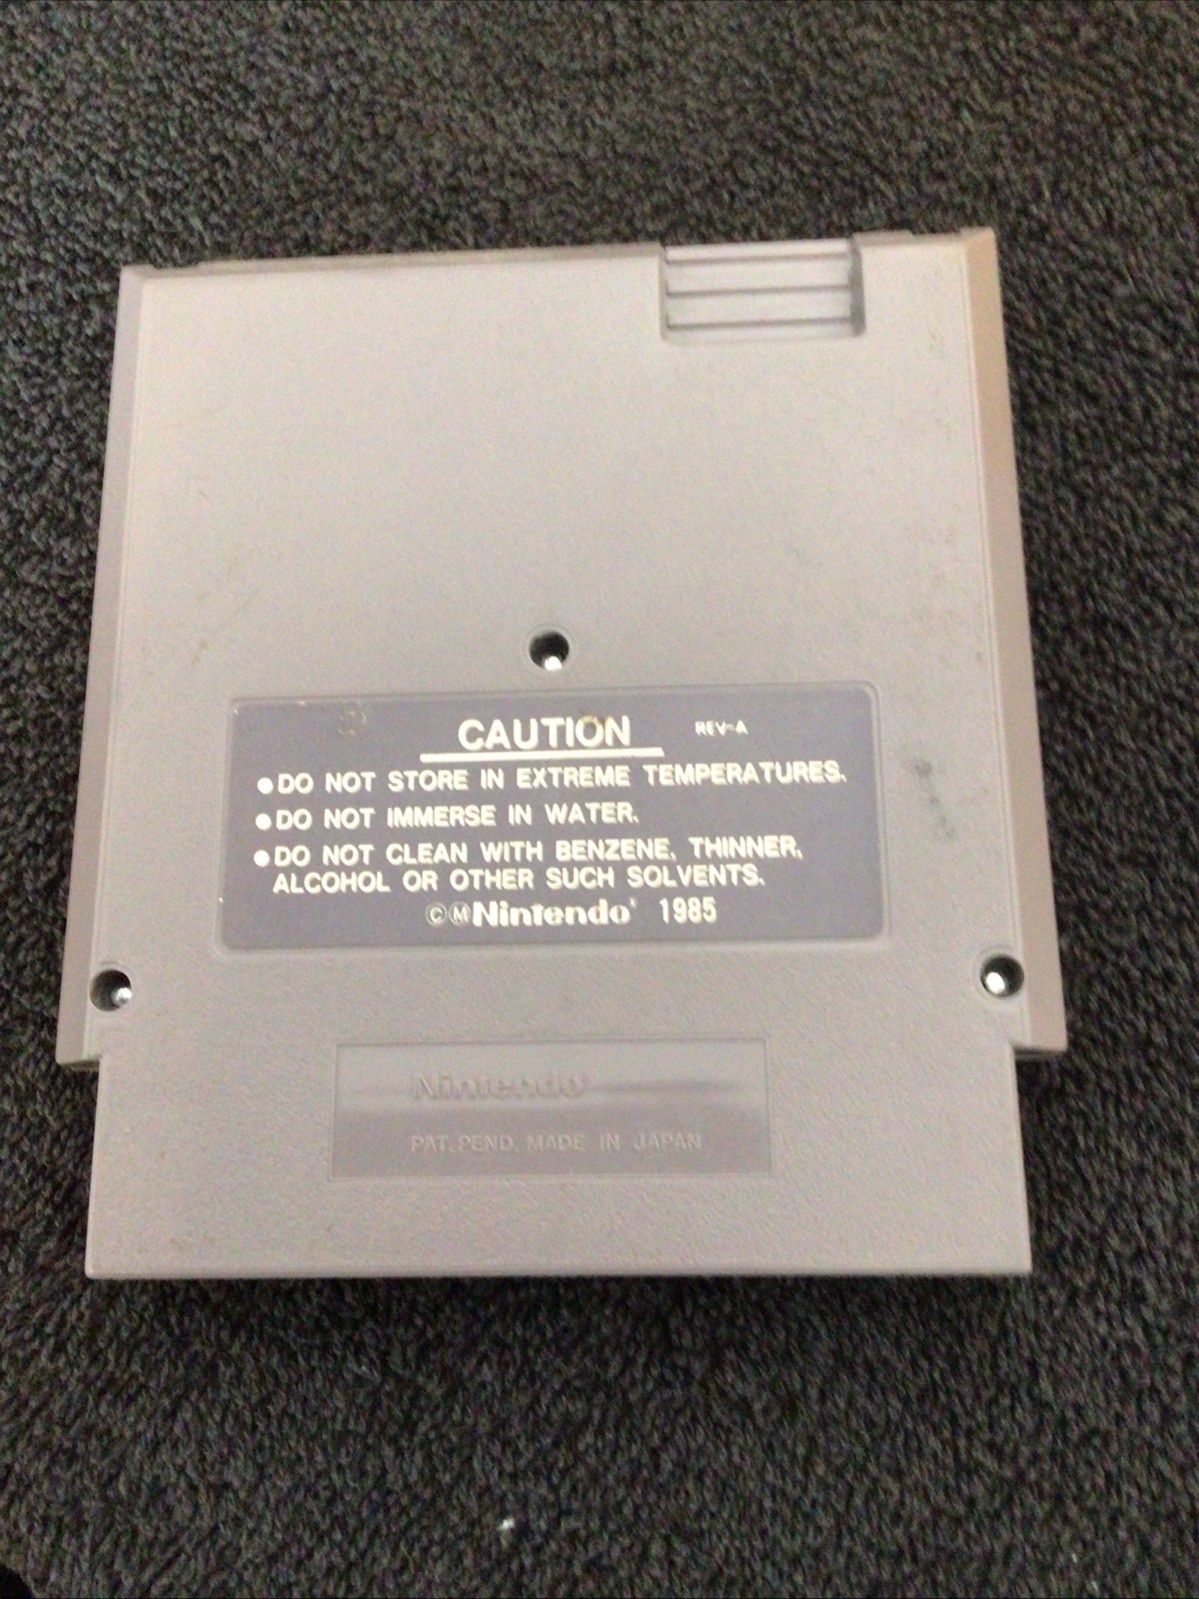 CAUTION REV-A
●DO NOT STORE IN EXTREME TEMPERATURES.
●DO NOT IMMERSE IN WATER.
●DO NOT CLEAN WITH BENZENE, THINNER,
ALCOHOL OR OTHER SUCH SOLVENTS.
©ⓂNintendo® 1985
Nintendo®
PAT. PEND. MADE IN JAPAN